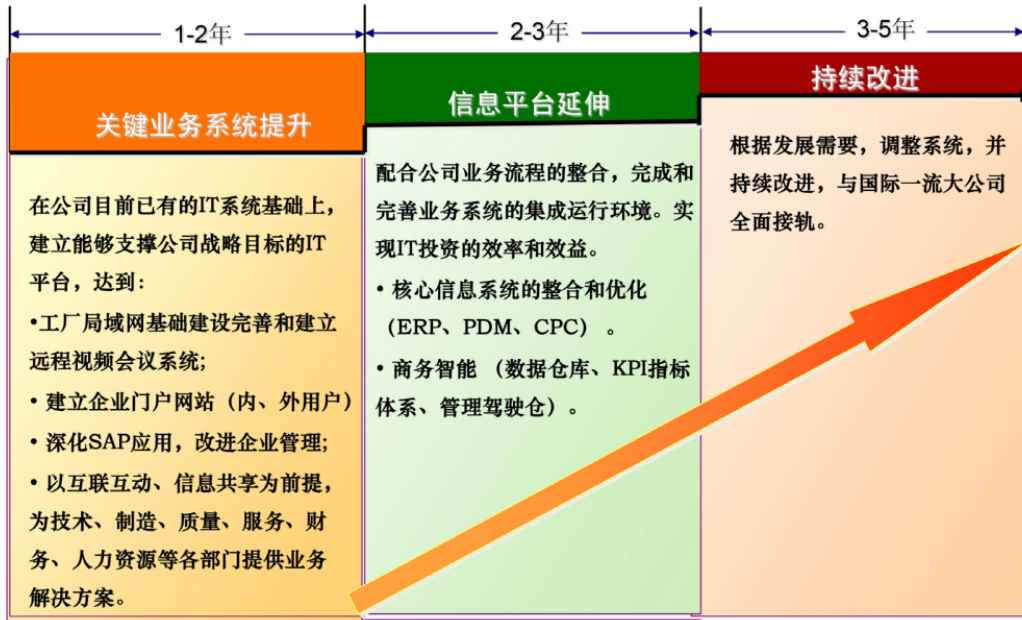 1-2年
2-3年
3-5年
关键业务系统提升
信息平台延伸
持续改进
在公司目前已有的IT系统基础上，
建立能够支撑公司战略目标的IT
平台，达到：
•工厂局域网基础建设完善和建立
远程视频会议系统;
• 建立企业门户网站（内、外用户）
• 深化SAP应用，改进企业管理;
• 以互联互动、信息共享为前提，
为技术、制造、质量、服务、财
务、人力资源等各部门提供业务
解决方案。
配合公司业务流程的整合，完成和
完善业务系统的集成运行环境。实
现IT投资的效率和效益。
• 核心信息系统的整合和优化
（ERP、PDM、CPC） 。
• 商务智能 （数据仓库、KPI指标
体系、管理驾驶仓）。
根据发展需要，调整系统，并
持续改进，与国际一流大公司
全面接轨。